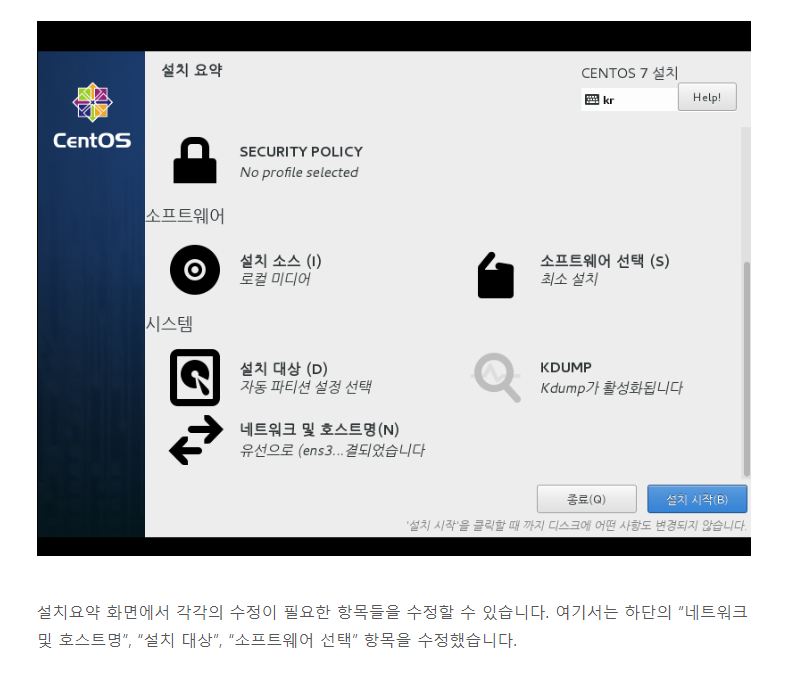 설치 요약
CENTOS 7 설치
kr
Help!
CentOS
SECURITY POLICY
No profile selected
소프트웨어
설치 소스 (I)
로컬 미디어
소프트웨어 선택 (S)
최소 설치
시스템
설치 대상 (D)
자동 파티션 설정 선택
KDUMP
Kdump가 활성화됩니다
네트워크 및 호스트명(N)
유선으로 (ens3...결되었습니다
종료(Q)
설치 시작(B)
'설치 시작'을 클릭할 때 까지 디스크에 어떤 사항도 변경되지 않습니다.
설치요약 화면에서 각각의 수정이 필요한 항목들을 수정할 수 있습니다. 여기서는 하단의 “네트워크
및 호스트명”, “설치 대상”, “소프트웨어 선택” 항목을 수정했습니다.